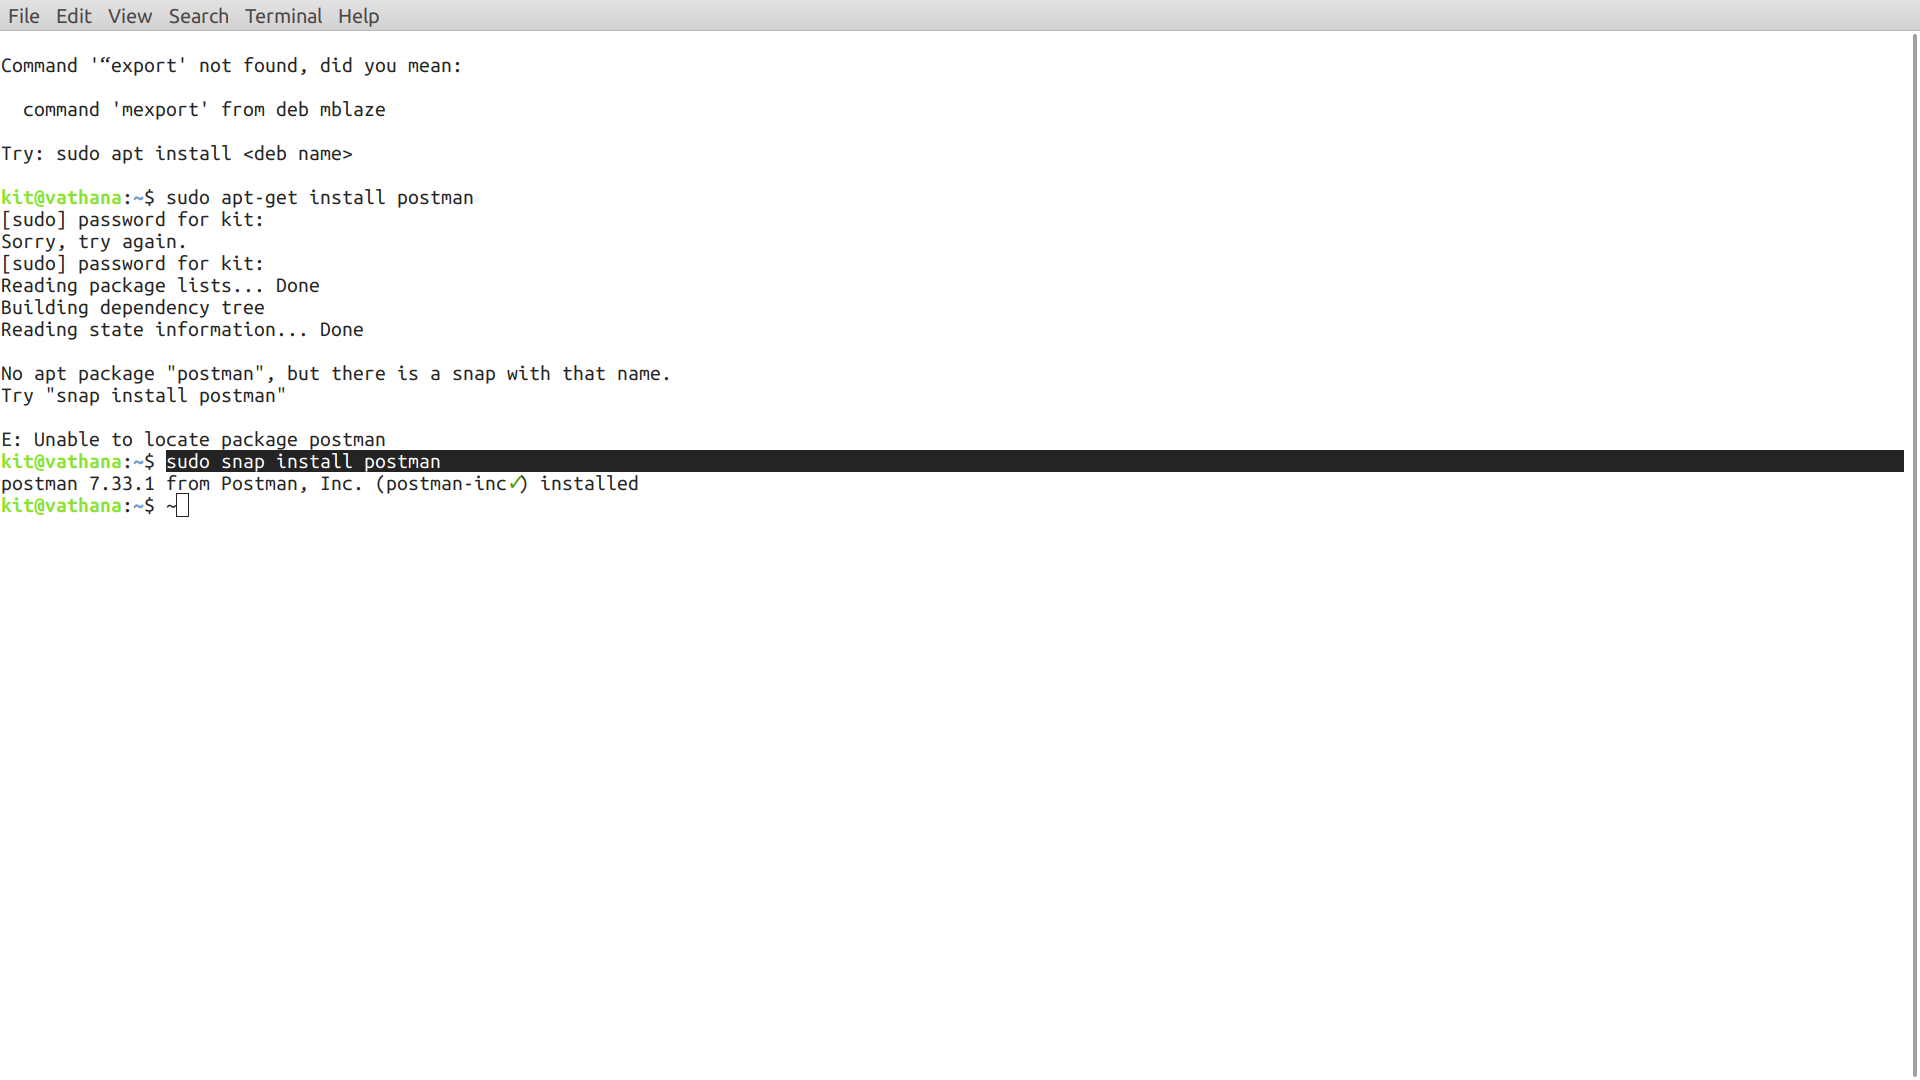 File Edit View Search Terminal Help
Command '“export' not found, did you mean:
command 'mexport' from deb mblaze
Try: sudo apt install <deb name>
kit@vathana:~$ sudo apt-get install postman
[sudo] password for kit:
Sorry, try again.
[sudo] password for kit:
Reading package lists... Done
Building dependency tree
Reading state information... Done
No apt package "postman", but there is a snap with that name.
Try "snap install postman"
E: Unable to locate package postman
kit@vathana:~$ sudo snap install postman
postman 7.33.1 from Postman, Inc. (postman-inc✓) installed
kit@vathana:~$ ~